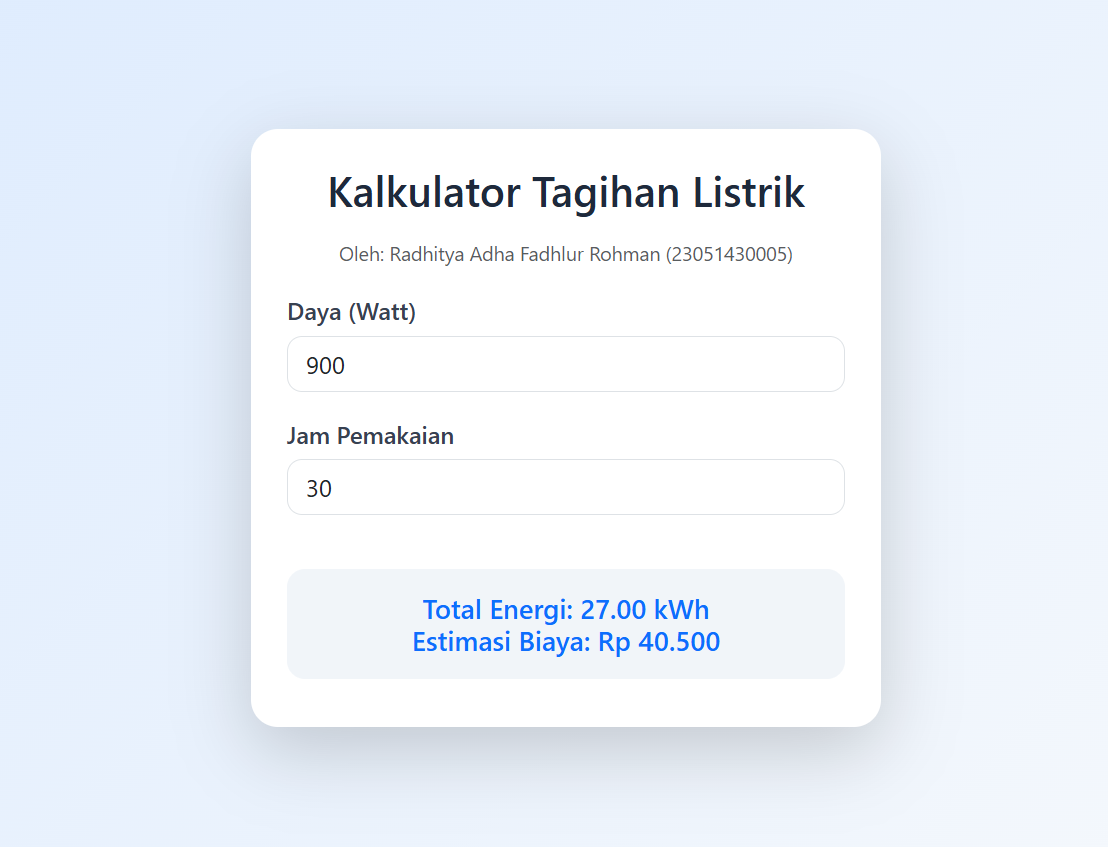 Kalkulator Tagihan Listrik
Oleh: Radhitya Adha Fadhlur Rohman (23051430005)
Daya (Watt)
900
Jam Pemakaian
30
Total Energi: 27.00 kWh
Estimasi Biaya: Rp 40.500